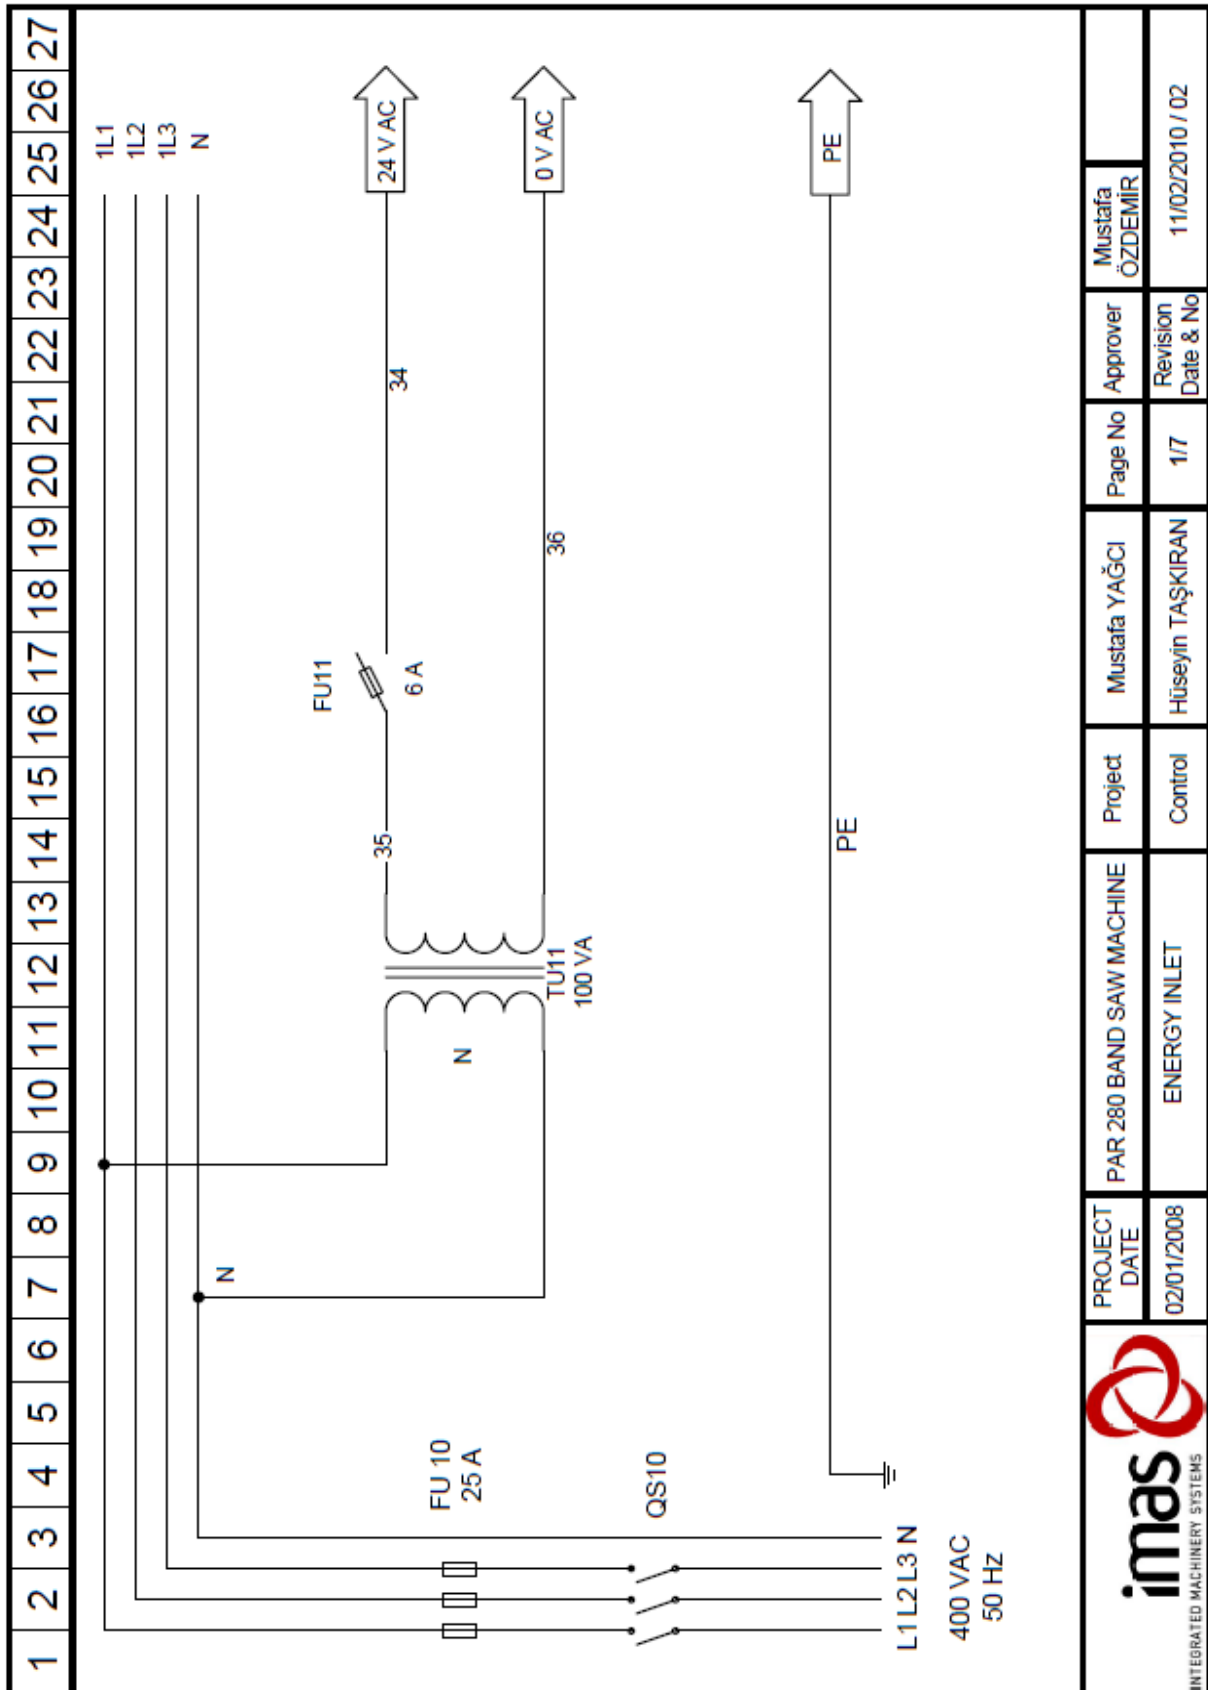 1 2 3 4 5 6 7 8 9 10 11 12 13 14 15 16 17 18 19 20 21 22 23 24 25 26 27
1L1
1L2
1L3
N
24 V AC
0 V AC
PE
34
36
FU11
6 A
35
TU11
100 VA
N
N
PE
FU 10
25 A
QS10
L1 L2 L3 N
400 VAC
50 HZ
imas
INTEGRATED MACHINERY SYSTEMS
PROJECT
DATE
PAR 280 BAND SAW MACHINE
Project
Mustafa YAĞCI
Page No
Approver
Mustafa
ÖZDEMİR
02/01/2008
ENERGY INLET
Control
Hüseyin TAŞKIRAN
1/7
Revision
Date & No
11/02/2010 / 02